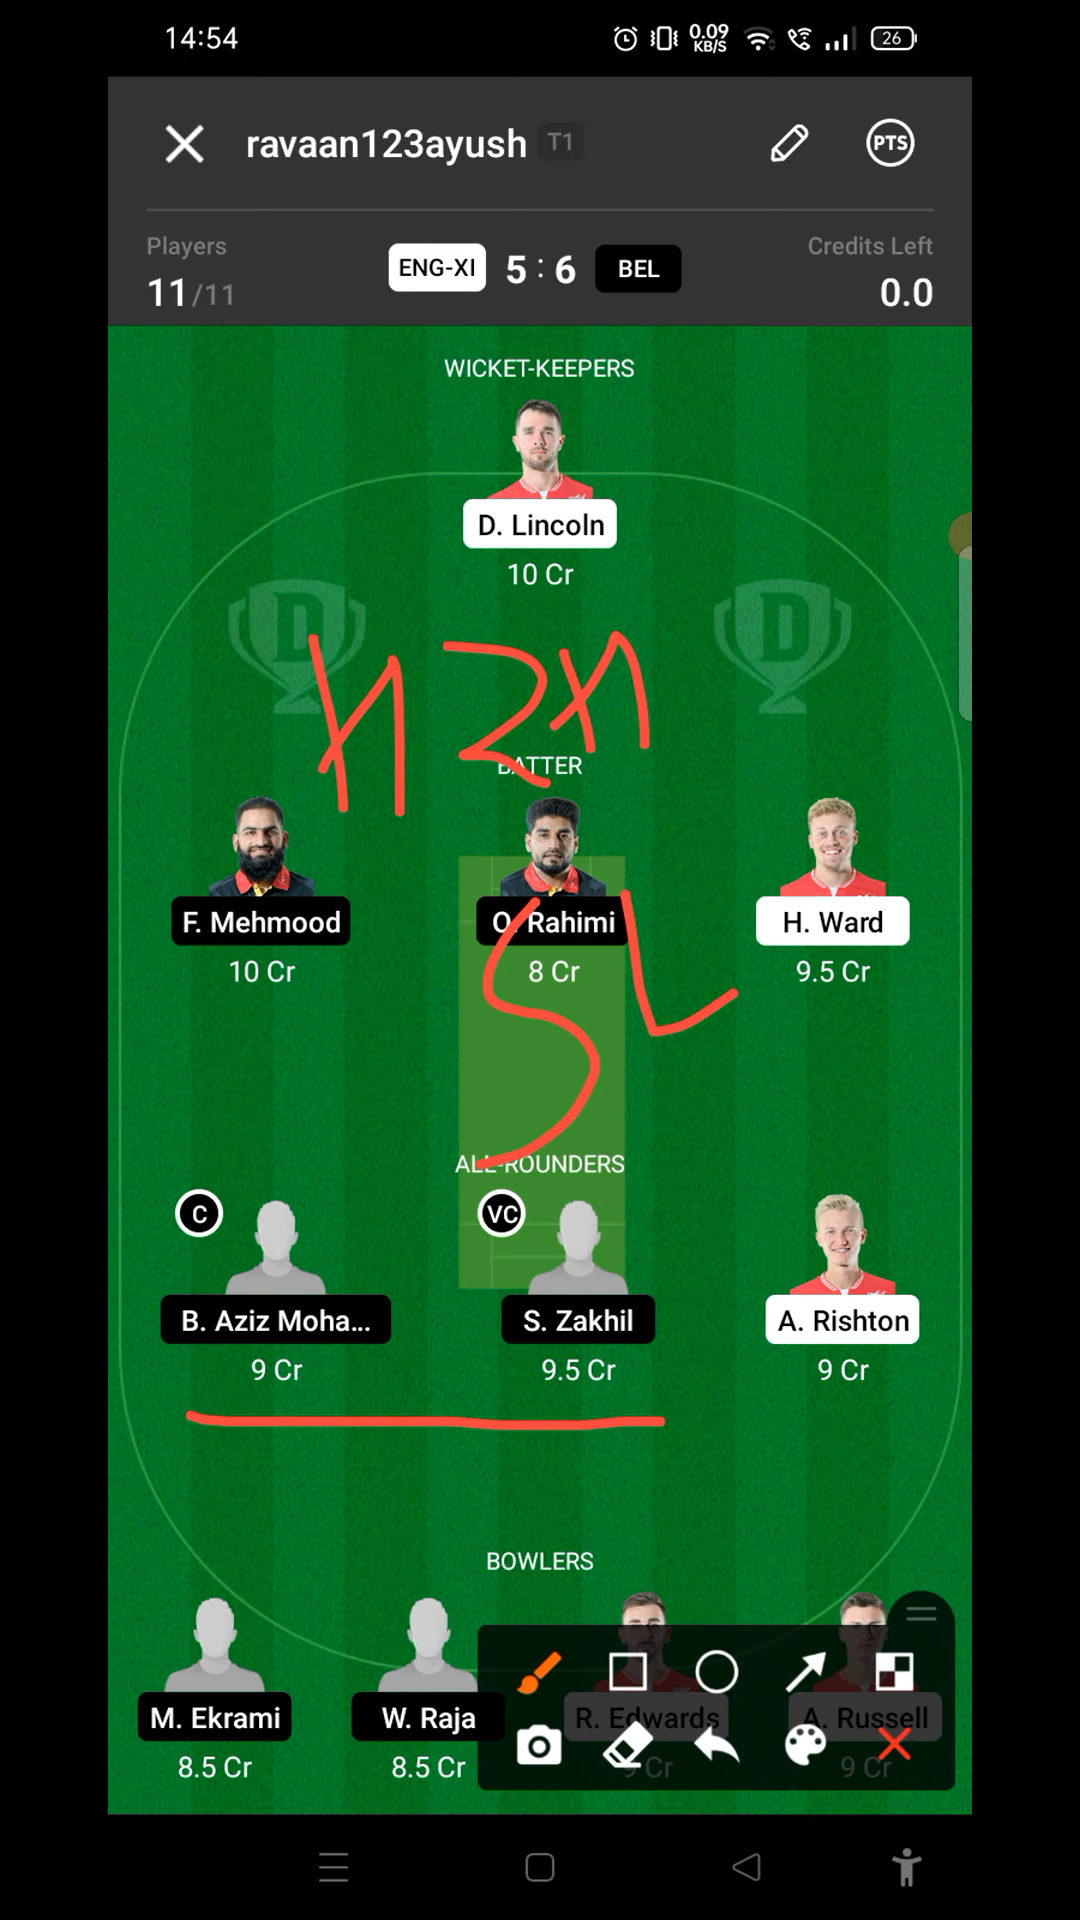 14:54 0.09 KB/S 26
ravaan123ayush T1 PTS
Players ENG-XI 5 : 6 BEL Credits Left
11/11 0.0
WICKET-KEEPERS
D. Lincoln
10 Cr
H2H
BATTER
F. Mehmood O. Rahimi H. Ward
10 Cr 8 Cr 9.5 Cr
SL
ALL-ROUNDERS
C VC
B. Aziz Moha... S. Zakhil A. Rishton
9 Cr 9.5 Cr 9 Cr
BOWLERS
M. Ekrami W. Raja R. Edwards A. Russell
8.5 Cr 8.5 Cr 9 Cr 9 Cr